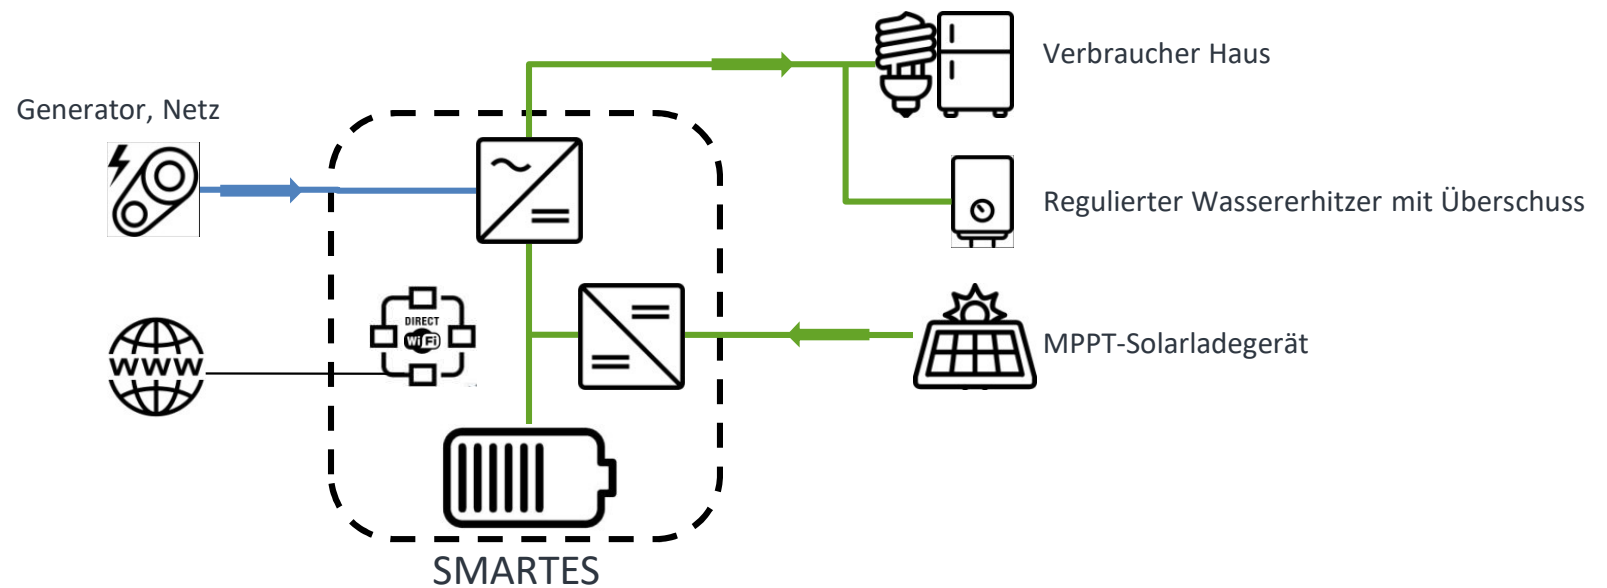 Verbraucher Haus
Generator, Netz
Regulierter Wassererhitzer mit Überschuss
DIRECT
WiFi
MPPT-Solarladegerät
WWW
SMARTES